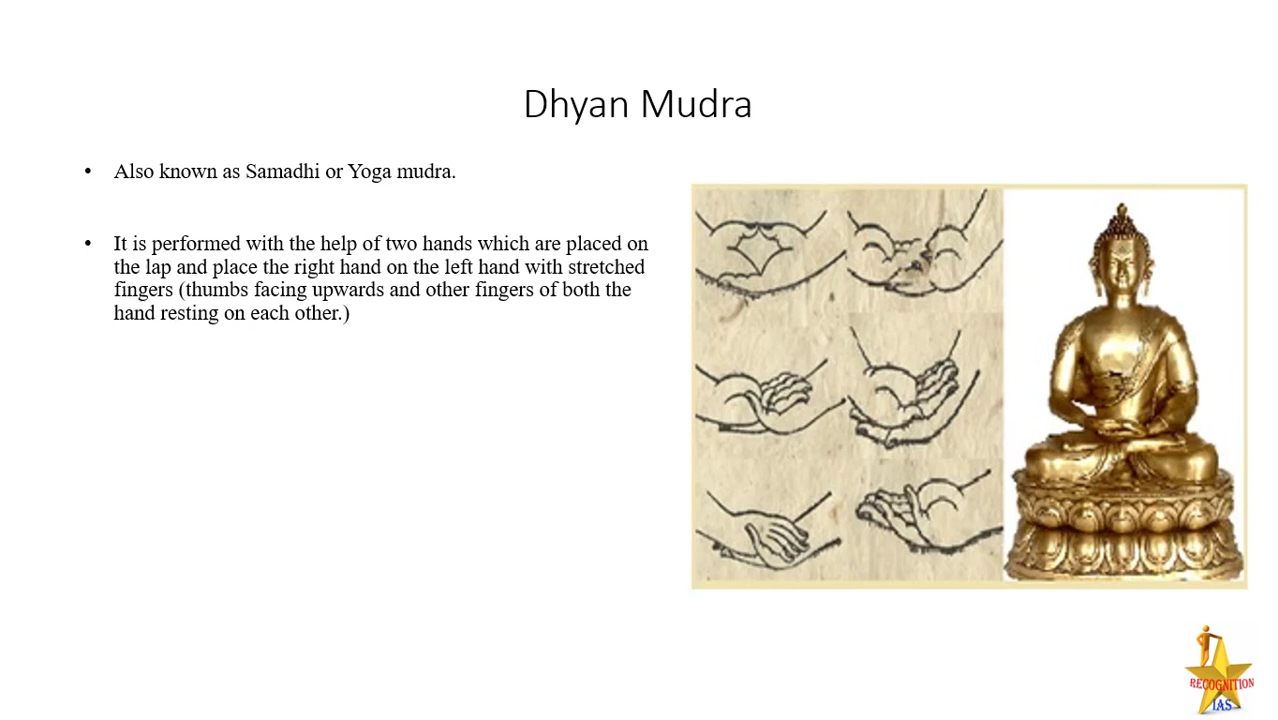 Dhyan Mudra
• Also known as Samadhi or Yoga mudra.
• It is performed with the help of two hands which are placed on
the lap and place the right hand on the left hand with stretched
fingers (thumbs facing upwards and other fingers of both the
hand resting on each other.)
RECOGNITION
IAS